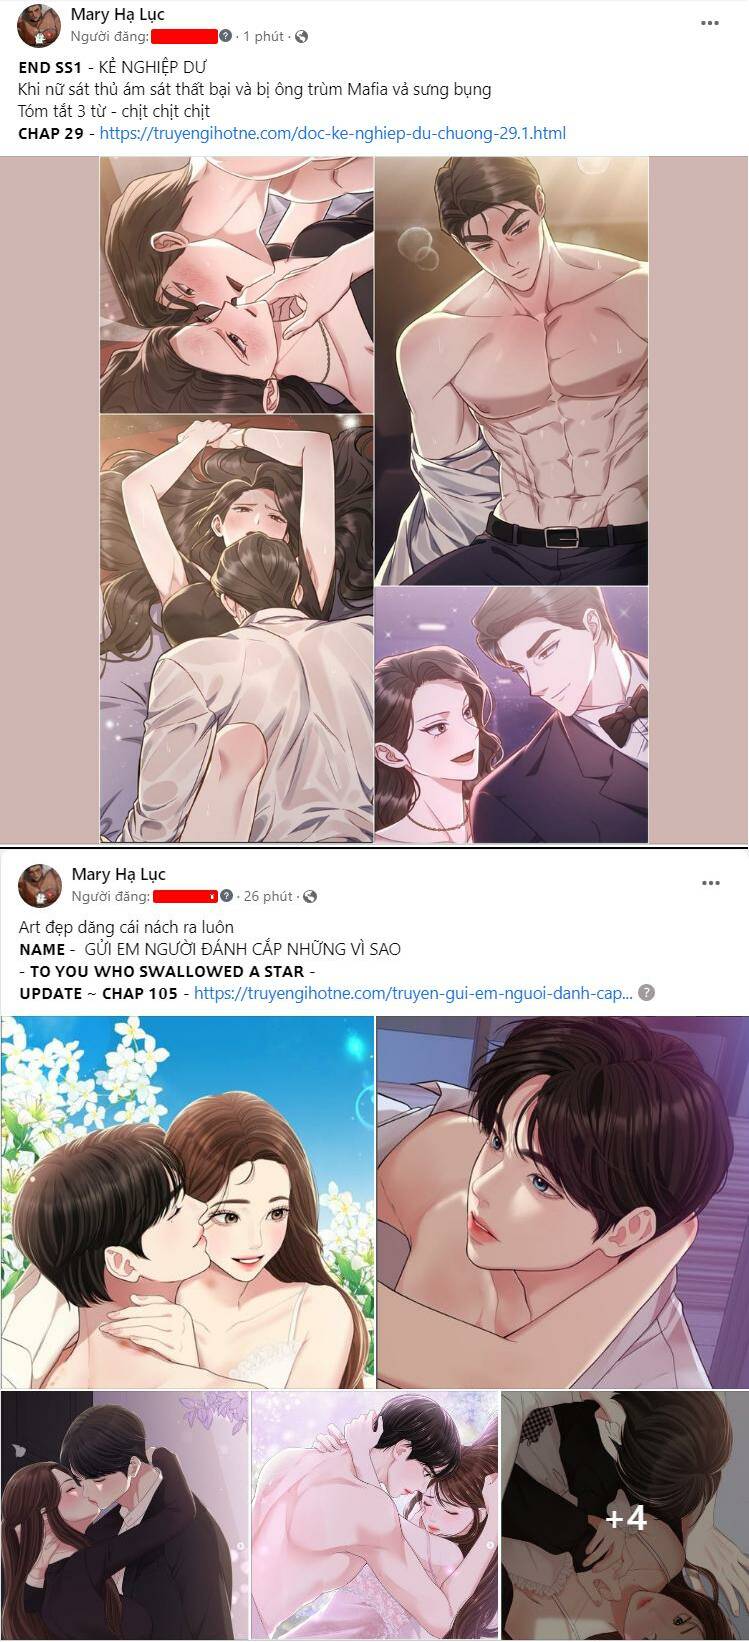 Mary Hạ Lục
Người đăng: · 1 phút ·
END SS1 - KẺ NGHIỆP DƯ
Khi nữ sát thủ ám sát thất bại và bị ông trùm Mafia vả sưng bụng
Tóm tắt 3 từ - chịt chịt chịt
CHAP 29 - https://truyengihotne.com/doc-ke-nghiep-du-chuong-29.1.html
Mary Hạ Lục
Người đăng: · 26 phút ·
Art đẹp dăng cái nách ra luôn
NAME - GỬI EM NGƯỜI ĐÁNH CẮP NHỮNG VÌ SAO
- TO YOU WHO SWALLOWED A STAR -
UPDATE ~ CHAP 105 - https://truyengihotne.com/truyen-gui-em-nguoi-danh-cap...
+4